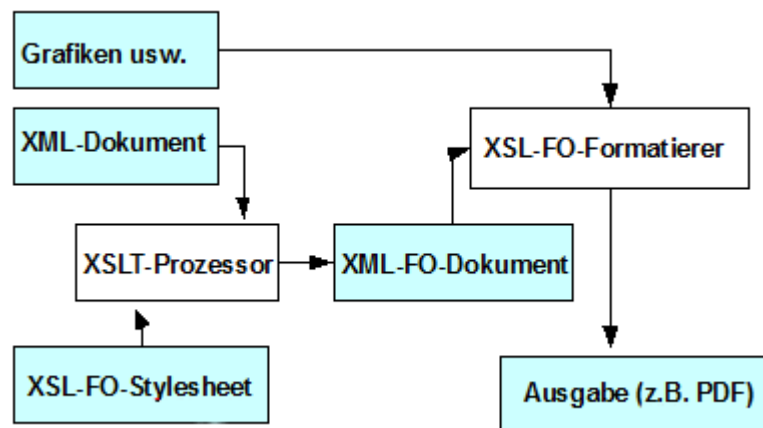 Grafiken usw.
XML-Dokument
XSL-FO-Formatierer
XSLT-Prozessor
XML-FO-Dokument
XSL-FO-Stylesheet
Ausgabe (z.B. PDF)